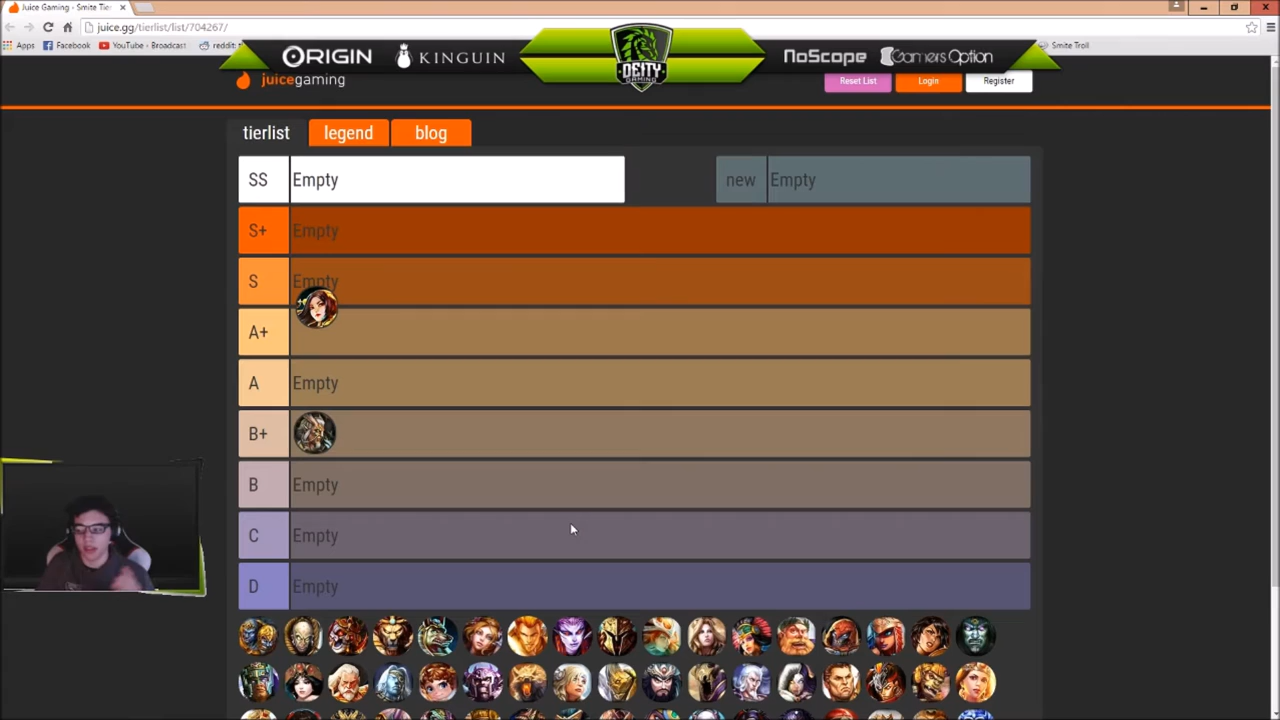 Juice Gaming - Smite Tie
juice.gg/tierlist/list/704267/
Apps Facebook YouTube - Broadcast reddit: Smite Troll
ORIGIN KINGUIN DEITY GAMING NoScope GamersOption
juicegaming Reset List Login Register
tierlist legend blog
SS Empty new Empty
S+ Empty
S Empty
A+
A Empty
B+
B Empty
C Empty
D Empty